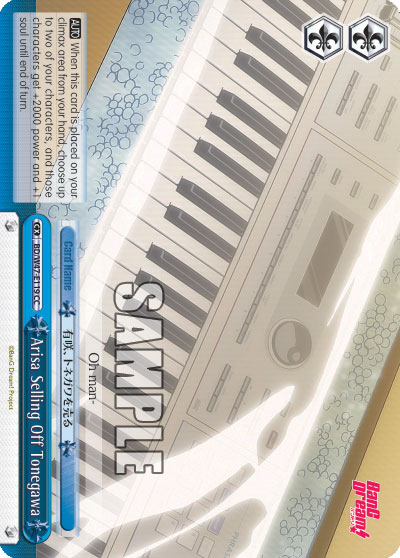 [AUTO] When this card is placed on your
climax area from your hand, choose up
to two of your characters, and those
characters get +2000 power and +1
soul until end of turn.
SAMPLE
Oh man-
Card Name
有咲、トネガワを売る
CX
BD/W47-E119 CC
Arisa Selling Off Tonegawa
©BanG Dream! Project
BanG
Dream!